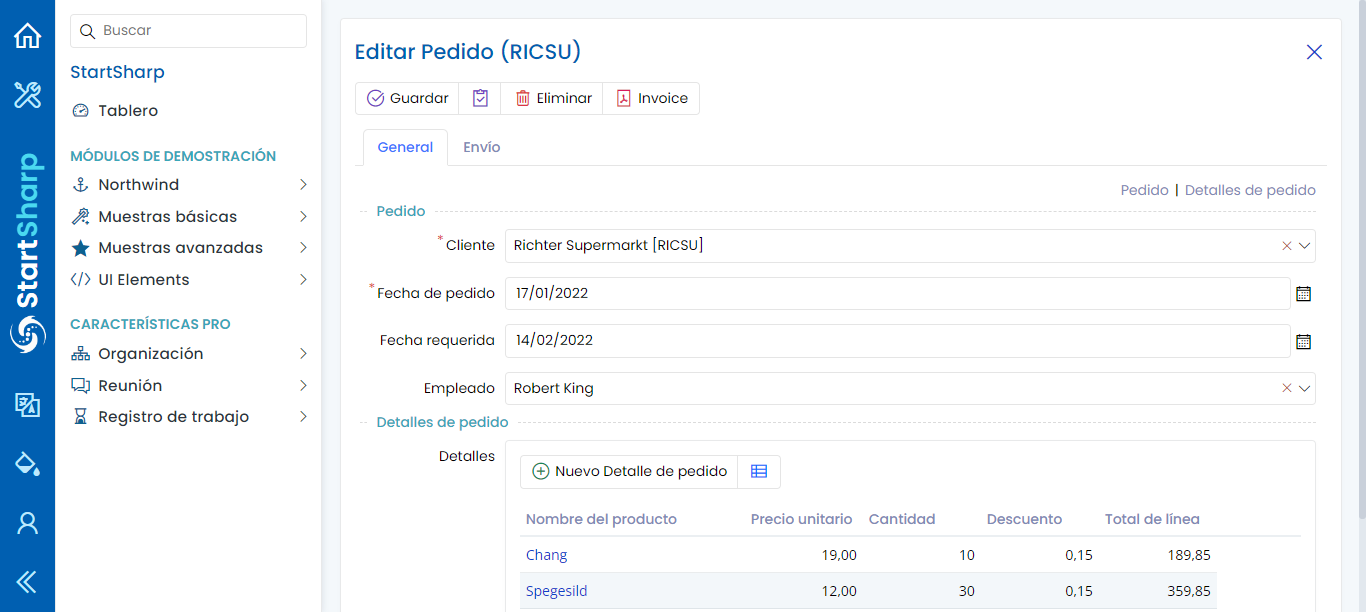 Buscar
StartSharp
Tablero
MÓDULOS DE DEMOSTRACIÓN
Northwind
Muestras básicas
Muestras avanzadas
UI Elements
CARACTERÍSTICAS PRO
Organización
Reunión
Registro de trabajo
StartSharp
Editar Pedido (RICSU)
Guardar Eliminar Invoice
General Envío
Pedido | Detalles de pedido
Pedido
* Cliente Richter Supermarkt [RICSU]
* Fecha de pedido 17/01/2022
Fecha requerida 14/02/2022
Empleado Robert King
Detalles de pedido
Detalles
Nuevo Detalle de pedido
Nombre del producto Precio unitario Cantidad Descuento Total de línea
Chang 19,00 10 0,15 189,85
Spegesild 12,00 30 0,15 359,85